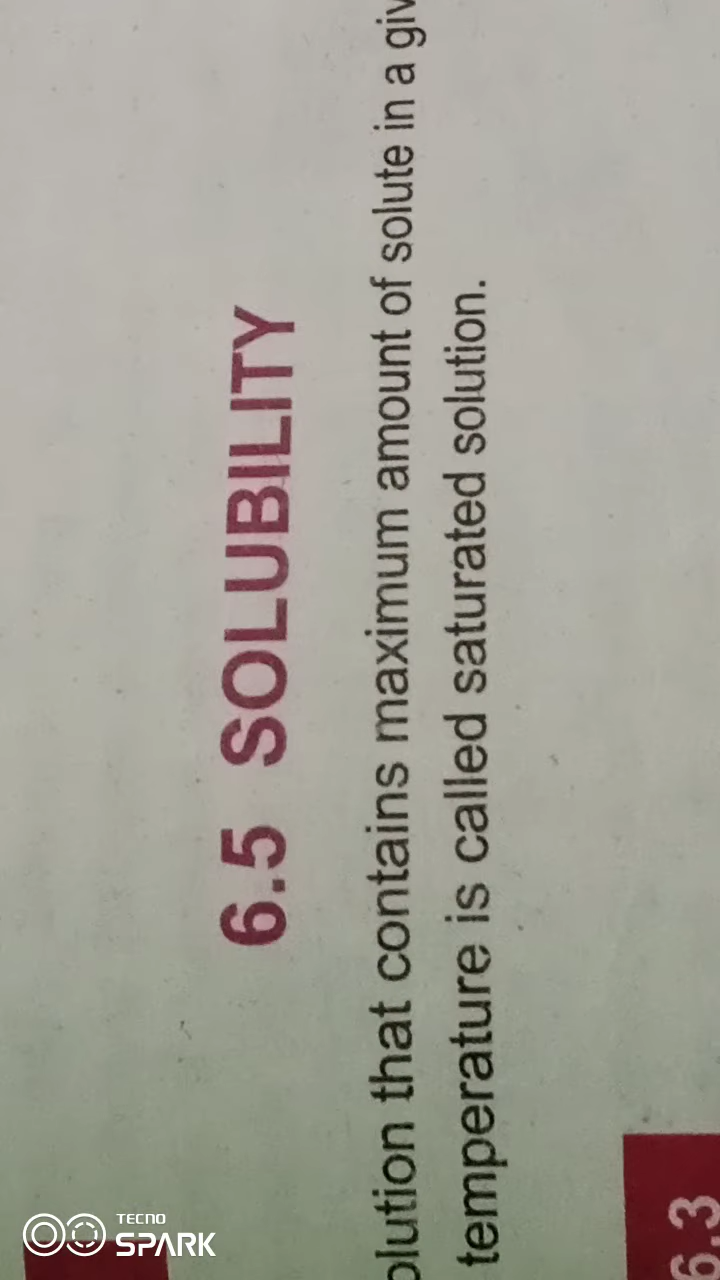 6.5 SOLUBILITY
olution that contains maximum amount of solute in a giv
temperature is called saturated solution.
6.3
TECNO
SPARK